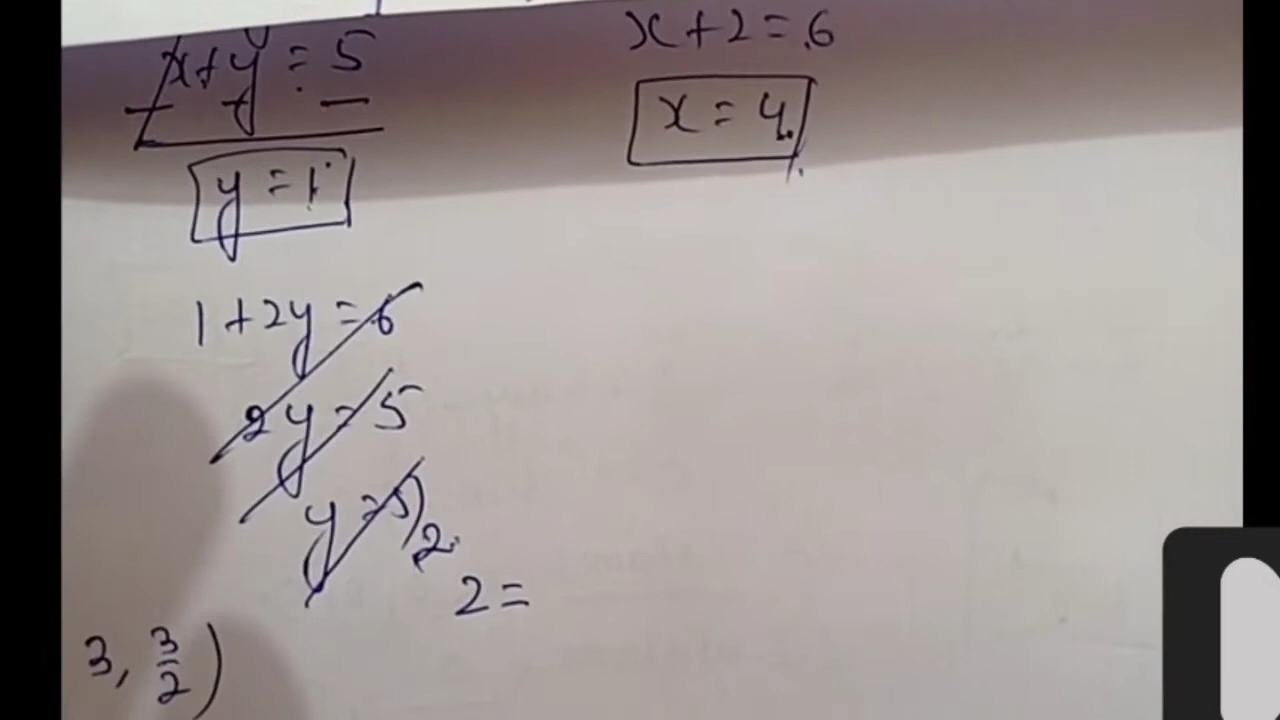 x+y=5
- - -
y=1
1+2y=6
2y=5
y=5/2
2=
3, 3/2)
x+2=6
x=4